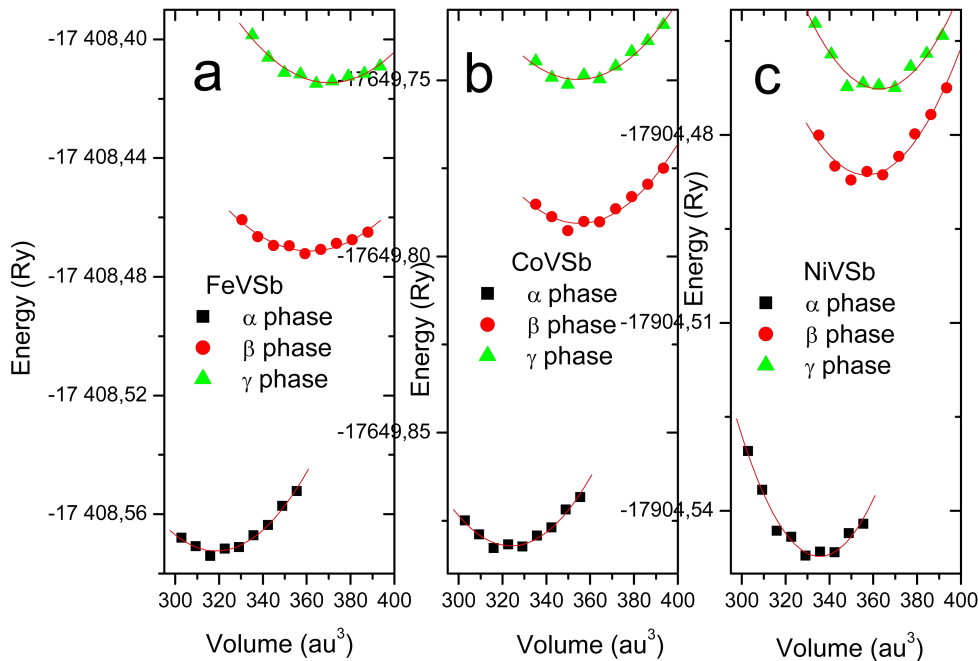 a
-17 408,40
-17 408,44
-17 408,48
-17 408,52
-17 408,56
Energy (Ry)
FeVSb
α phase
β phase
γ phase
300 320 340 360 380 400
Volume (au³)
b
-17649,75
-17649,80
-17649,85
Energy (Ry)
CoVSb
α phase
β phase
γ phase
300 320 340 360 380 400
Volume (au³)
c
-17904,48
-17904,51
-17904,54
Energy (Ry)
NiVSb
α phase
β phase
γ phase
300 320 340 360 380 400
Volume (au³)